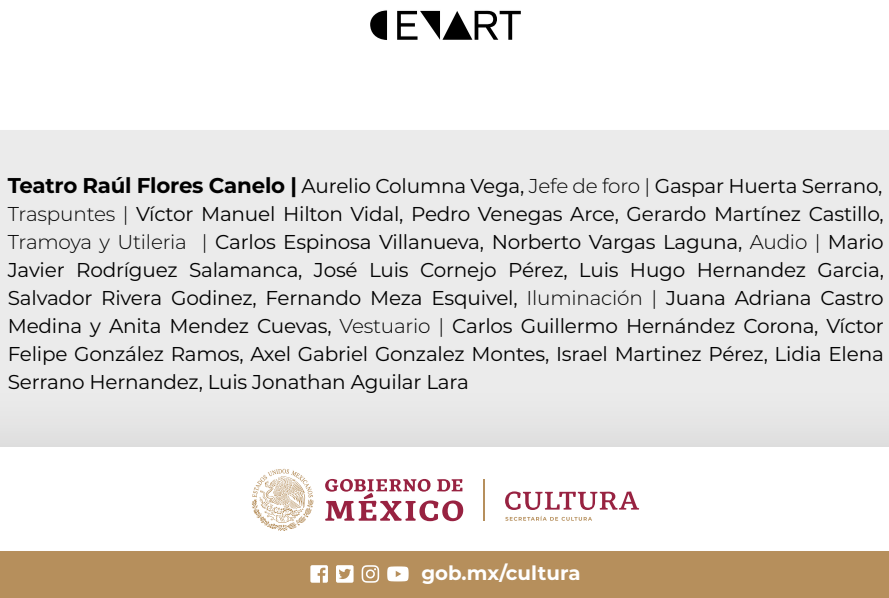 CENART
Teatro Raúl Flores Canelo | Aurelio Columna Vega, Jefe de foro | Gaspar Huerta Serrano,
Traspuntes | Víctor Manuel Hilton Vidal, Pedro Venegas Arce, Gerardo Martínez Castillo,
Tramoya y Utileria | Carlos Espinosa Villanueva, Norberto Vargas Laguna, Audio | Mario
Javier Rodríguez Salamanca, José Luis Cornejo Pérez, Luis Hugo Hernandez Garcia,
Salvador Rivera Godinez, Fernando Meza Esquivel, Iluminación | Juana Adriana Castro
Medina y Anita Mendez Cuevas, Vestuario | Carlos Guillermo Hernández Corona, Víctor
Felipe González Ramos, Axel Gabriel Gonzalez Montes, Israel Martinez Pérez, Lidia Elena
Serrano Hernandez, Luis Jonathan Aguilar Lara
ESTADOS UNIDOS MEXICANOS
GOBIERNO DE
MÉXICO
CULTURA
SECRETARÍA DE CULTURA
gob.mx/cultura